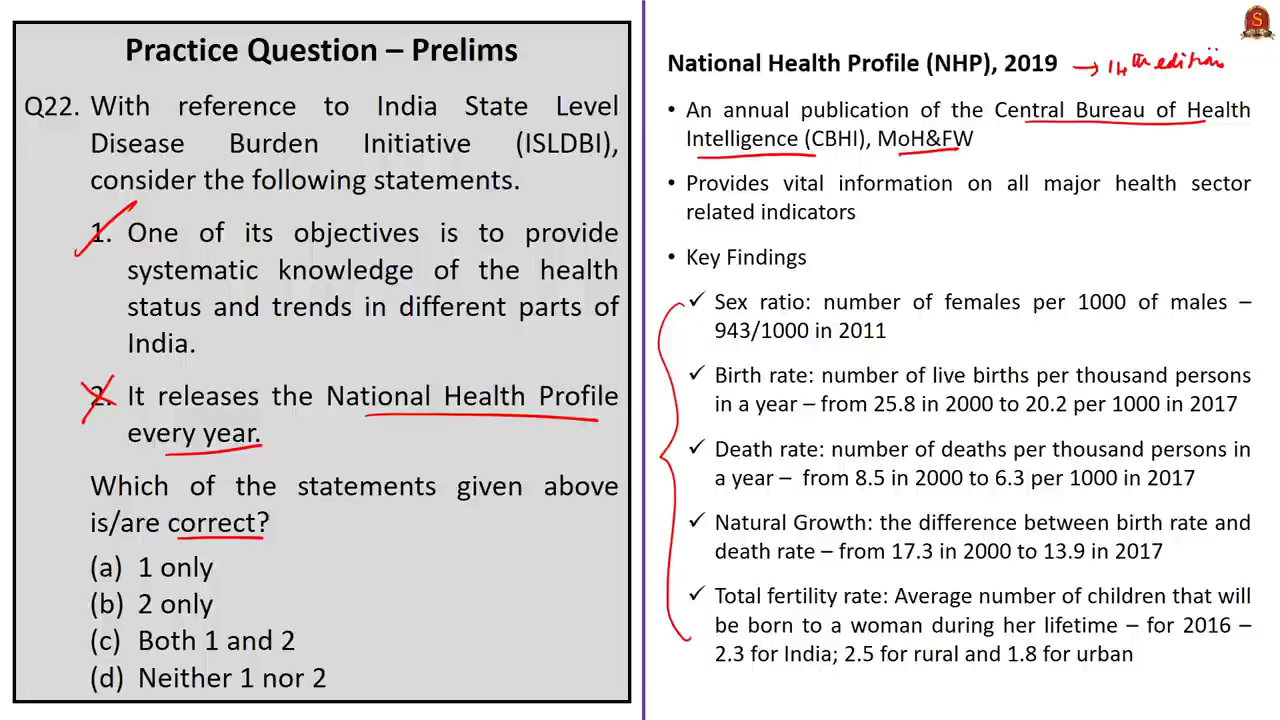 Practice Question – Prelims
Q22. With reference to India State Level
Disease Burden Initiative (ISLDBI),
consider the following statements.
1. One of its objectives is to provide
systematic knowledge of the health
status and trends in different parts of
India.
2. It releases the National Health Profile
every year.
Which of the statements given above
is/are correct?
(a) 1 only
(b) 2 only
(c) Both 1 and 2
(d) Neither 1 nor 2
National Health Profile (NHP), 2019 → 14th edition
• An annual publication of the Central Bureau of Health
Intelligence (CBHI), MoH&FW
• Provides vital information on all major health sector
related indicators
• Key Findings
✓ Sex ratio: number of females per 1000 of males –
943/1000 in 2011
✓ Birth rate: number of live births per thousand persons
in a year – from 25.8 in 2000 to 20.2 per 1000 in 2017
✓ Death rate: number of deaths per thousand persons in
a year – from 8.5 in 2000 to 6.3 per 1000 in 2017
✓ Natural Growth: the difference between birth rate and
death rate – from 17.3 in 2000 to 13.9 in 2017
✓ Total fertility rate: Average number of children that will
be born to a woman during her lifetime – for 2016 –
2.3 for India; 2.5 for rural and 1.8 for urban